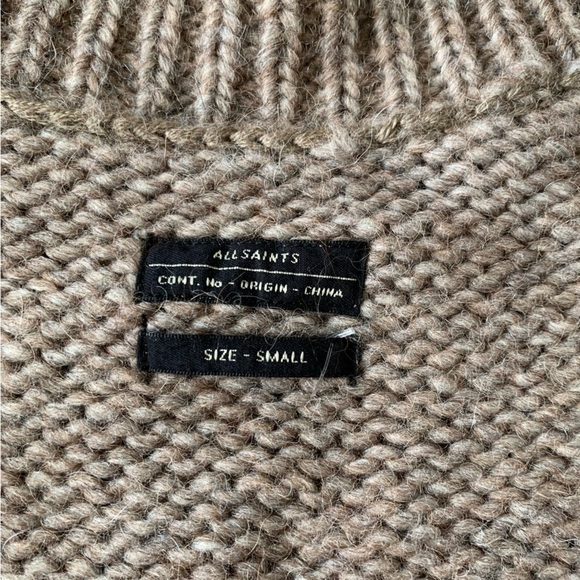 ALLSAINTS
CONT. No - ORIGIN - CHINA
SIZE - SMALL